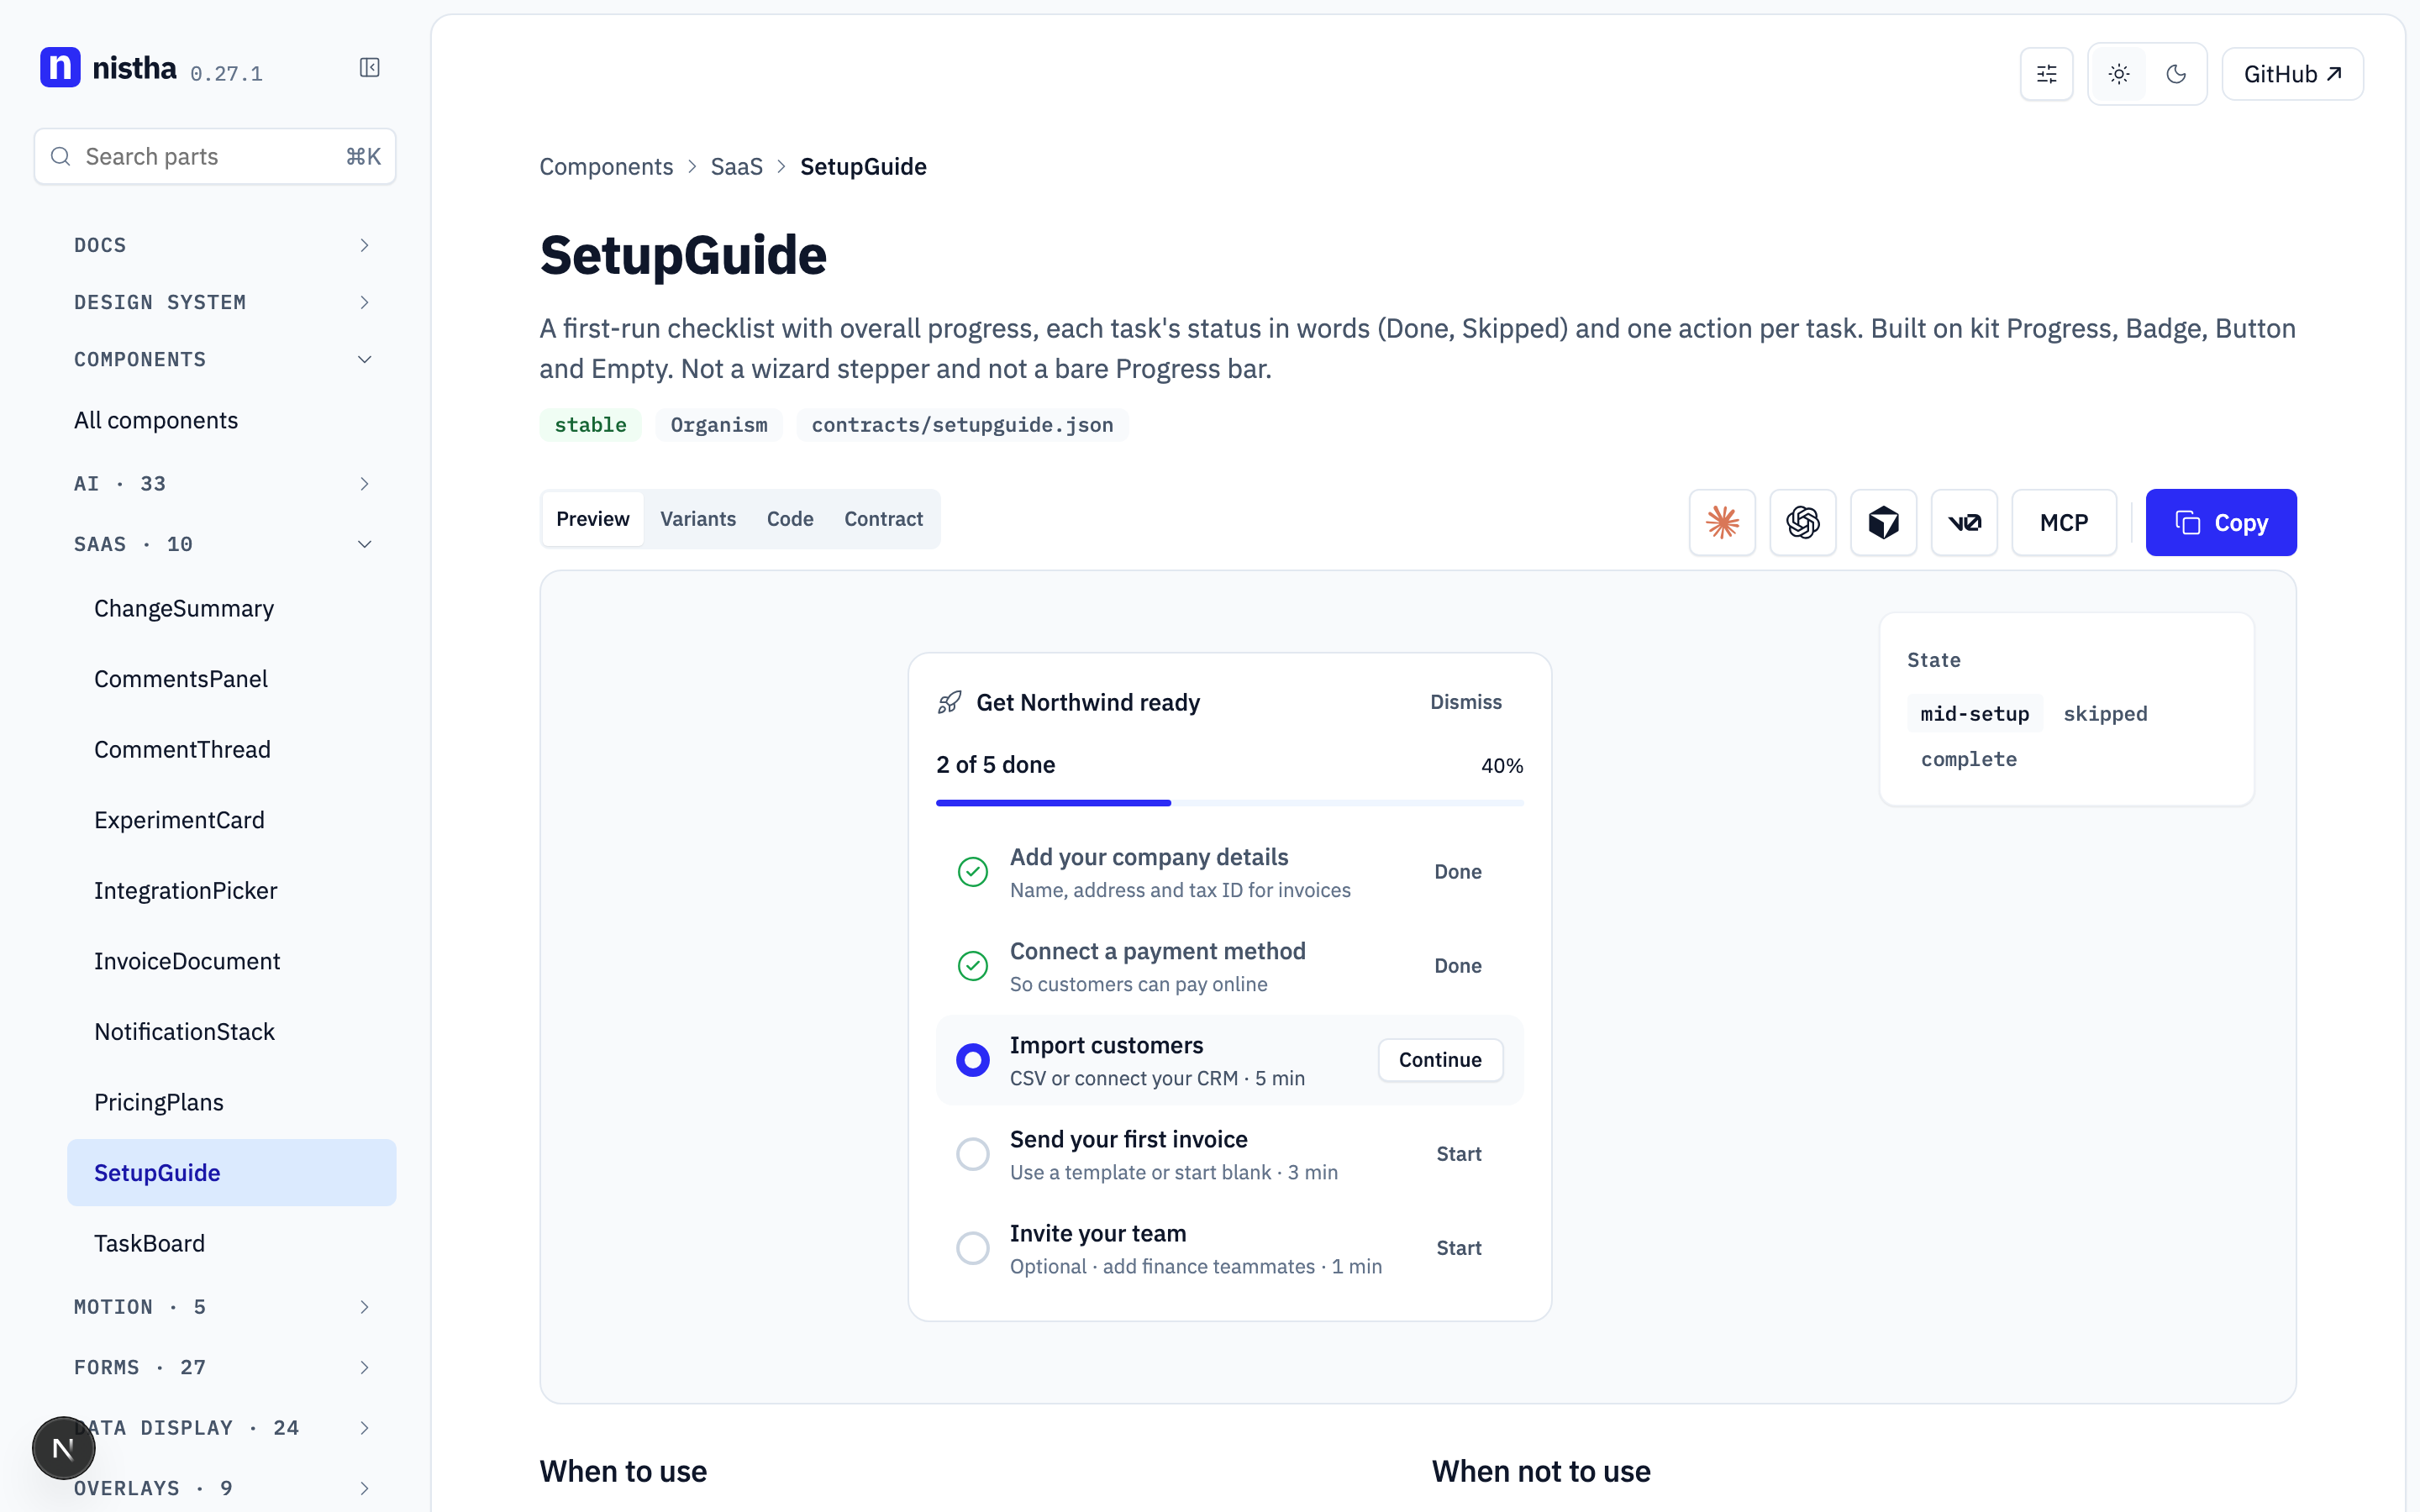 n nistha 0.27.1
Search parts ⌘K
DOCS
DESIGN SYSTEM
COMPONENTS
All components
AI · 33
SAAS · 10
ChangeSummary
CommentsPanel
CommentThread
ExperimentCard
IntegrationPicker
InvoiceDocument
NotificationStack
PricingPlans
SetupGuide
TaskBoard
MOTION · 5
FORMS · 27
DATA DISPLAY · 24
N
OVERLAYS · 9
GitHub
Components > SaaS > SetupGuide
SetupGuide
A first-run checklist with overall progress, each task's status in words (Done, Skipped) and one action per task. Built on kit Progress, Badge, Button
and Empty. Not a wizard stepper and not a bare Progress bar.
stable Organism contracts/setupguide.json
Preview Variants Code Contract
v0 MCP Copy
Get Northwind ready Dismiss
2 of 5 done 40%
Add your company details
Name, address and tax ID for invoices
Done
Connect a payment method
So customers can pay online
Done
Import customers
CSV or connect your CRM · 5 min
Continue
Send your first invoice
Use a template or start blank · 3 min
Start
Invite your team
Optional · add finance teammates · 1 min
Start
State
mid-setup skipped
complete
When to use
When not to use